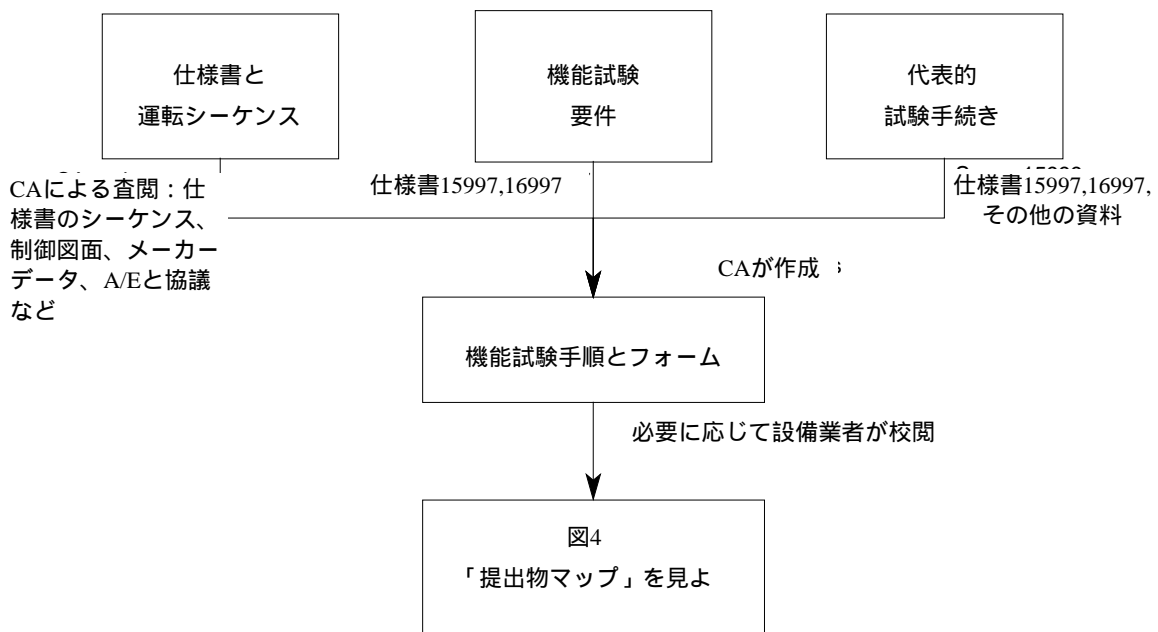 仕様書と
運転シーケンス
機能試験
要件
代表的
試験手続き
CAによる査閲：仕
様書のシーケンス、
制御図面、メーカー
データ、A/Eと協議
など
仕様書15997,16997
仕様書15997,16997,
その他の資料
CAが作成
機能試験手順とフォーム
必要に応じて設備業者が校閲
図4
「提出物マップ」を見よ